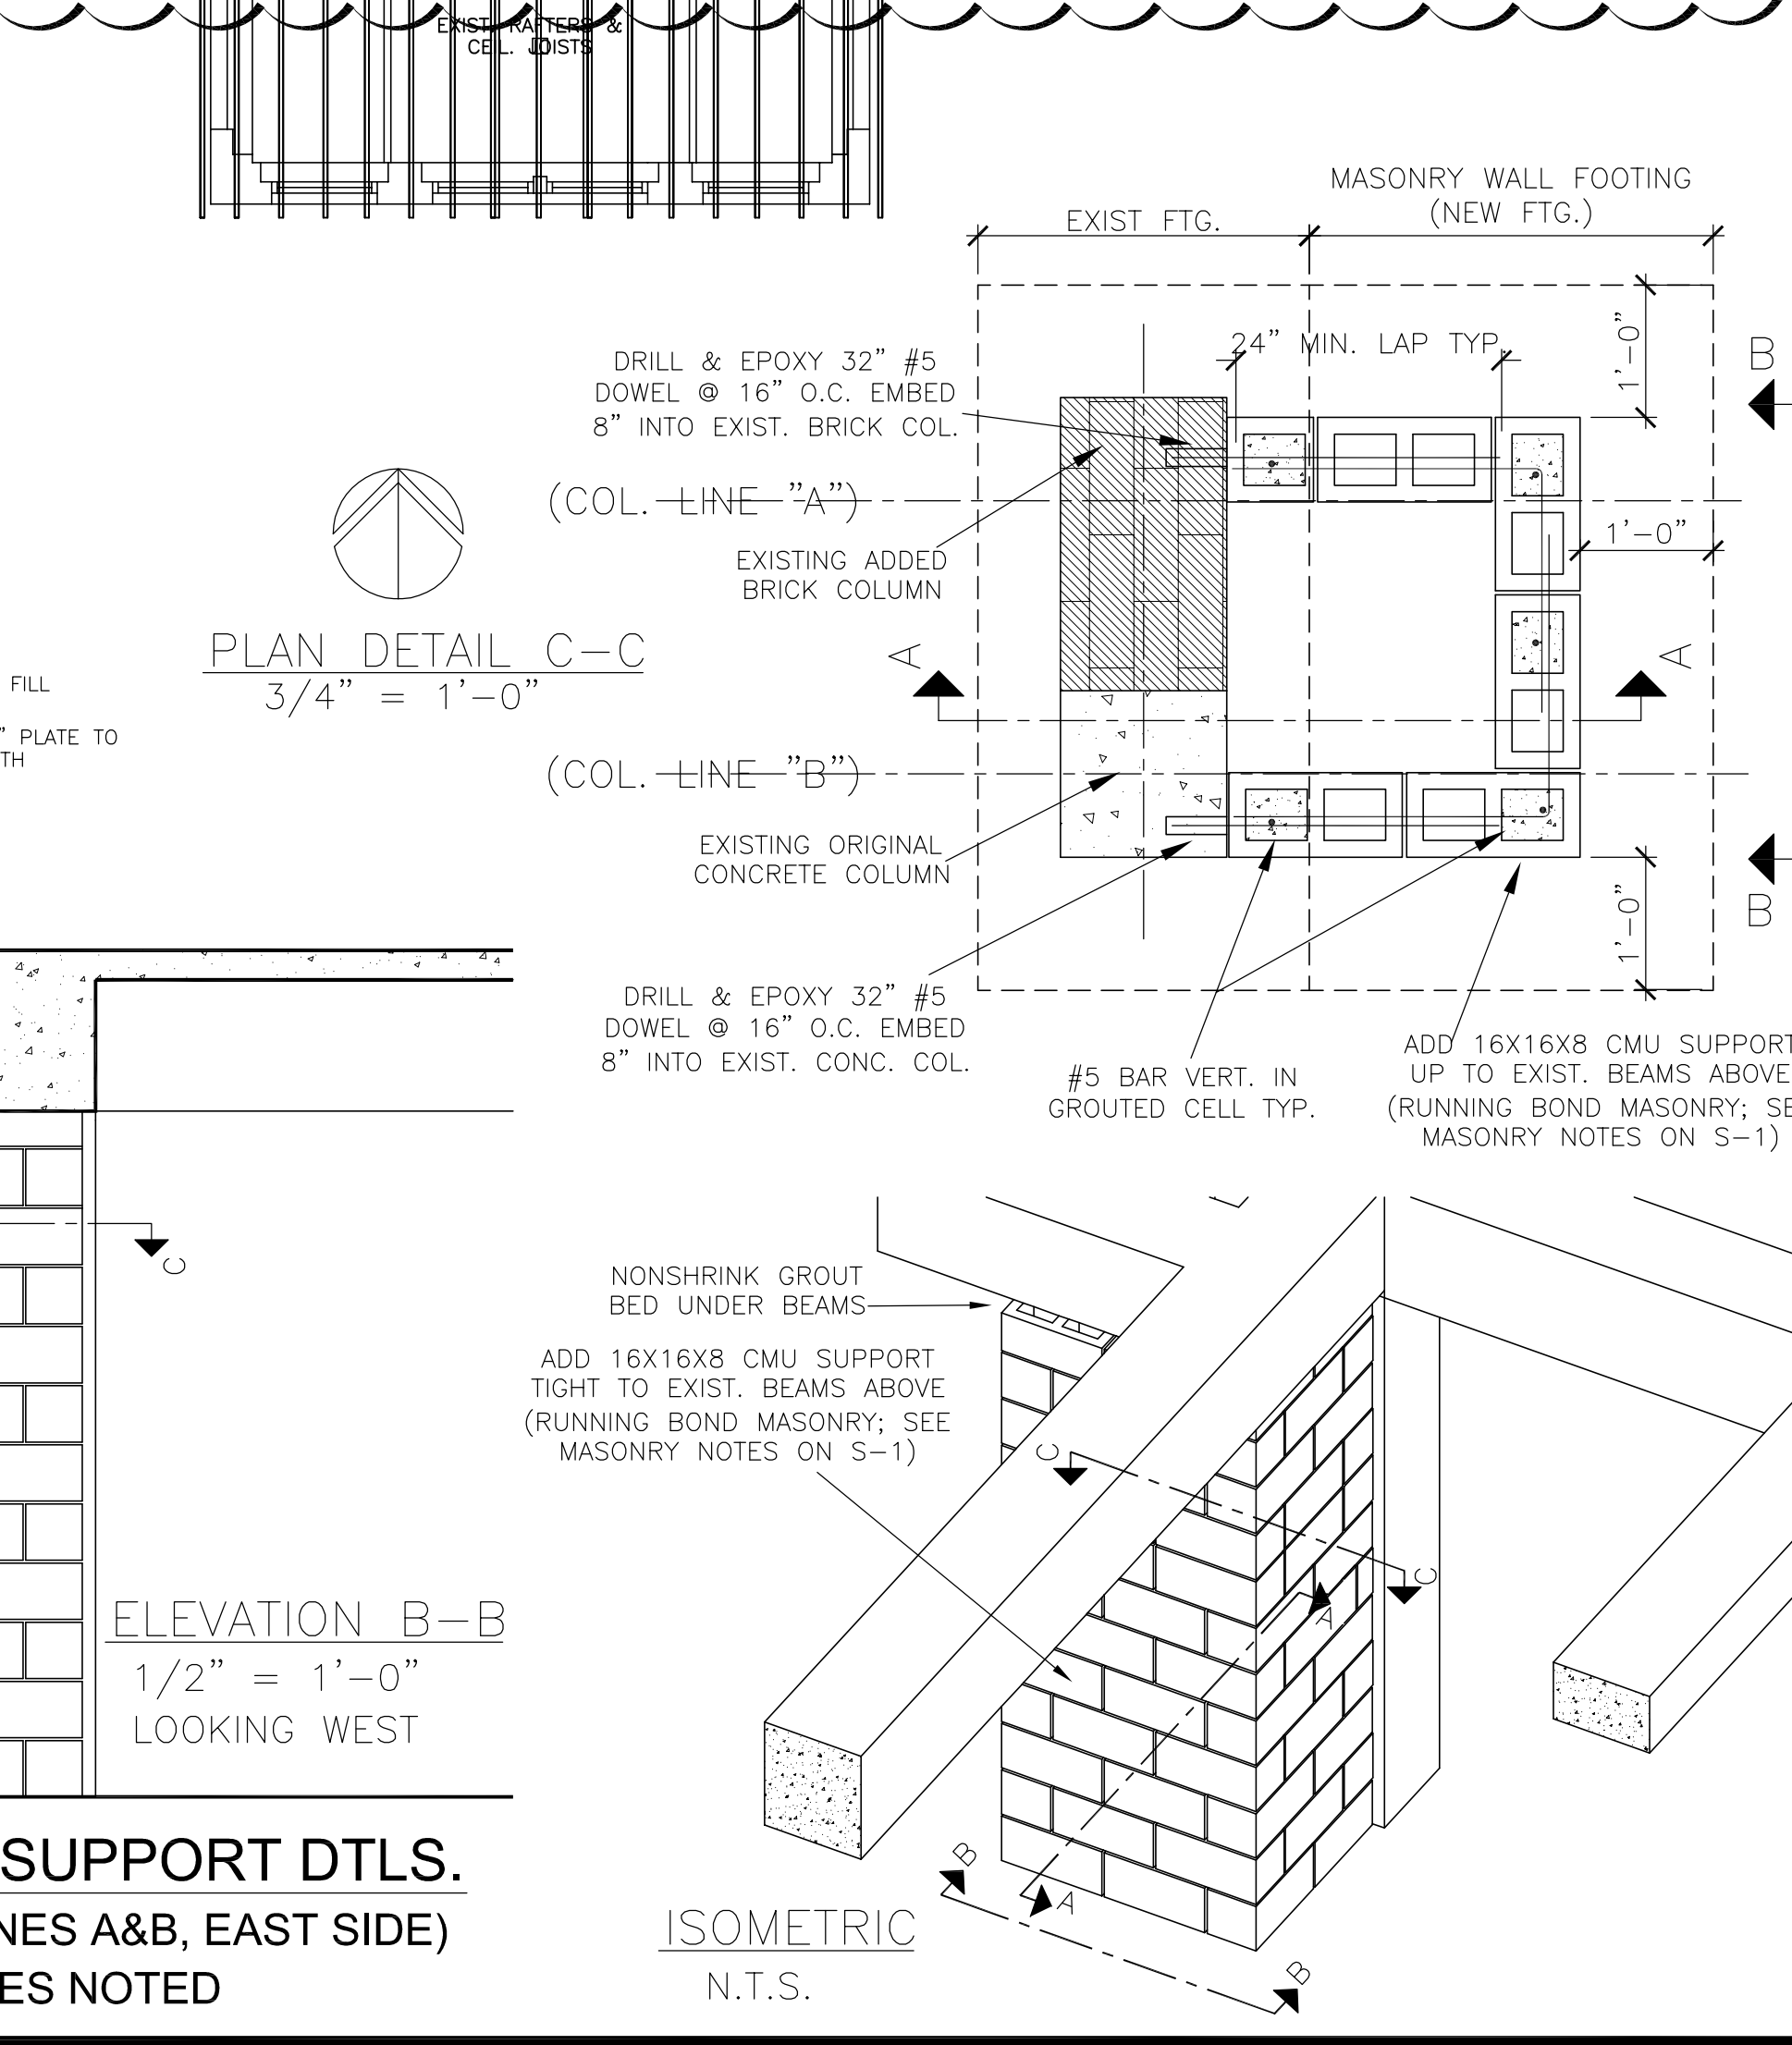 EXIST. RAFTERS &
CEIL. JOISTS
MASONRY WALL FOOTING
(NEW FTG.)
EXIST FTG.
24” MIN. LAP TYP.
1’-0”
B
DRILL & EPOXY 32” #5
DOWEL @ 16” O.C. EMBED
8” INTO EXIST. BRICK COL.
(COL. LINE ”A”)
1’-0”
EXISTING ADDED
BRICK COLUMN
PLAN DETAIL C-C
3/4” = 1’-0”
A
A
FILL
” PLATE TO
TH
(COL. LINE ”B”)
EXISTING ORIGINAL
CONCRETE COLUMN
1’-0”
B
DRILL & EPOXY 32” #5
DOWEL @ 16” O.C. EMBED
8” INTO EXIST. CONC. COL.
#5 BAR VERT. IN
GROUTED CELL TYP.
ADD 16X16X8 CMU SUPPORT
UP TO EXIST. BEAMS ABOVE
(RUNNING BOND MASONRY; SE
MASONRY NOTES ON S-1)
C
NONSHRINK GROUT
BED UNDER BEAMS
ADD 16X16X8 CMU SUPPORT
TIGHT TO EXIST. BEAMS ABOVE
(RUNNING BOND MASONRY; SEE
MASONRY NOTES ON S-1)
C
C
A
ELEVATION B-B
1/2” = 1’-0”
LOOKING WEST
SUPPORT DTLS.
NES A&B, EAST SIDE)
ES NOTED
B
A
B
ISOMETRIC
N.T.S.